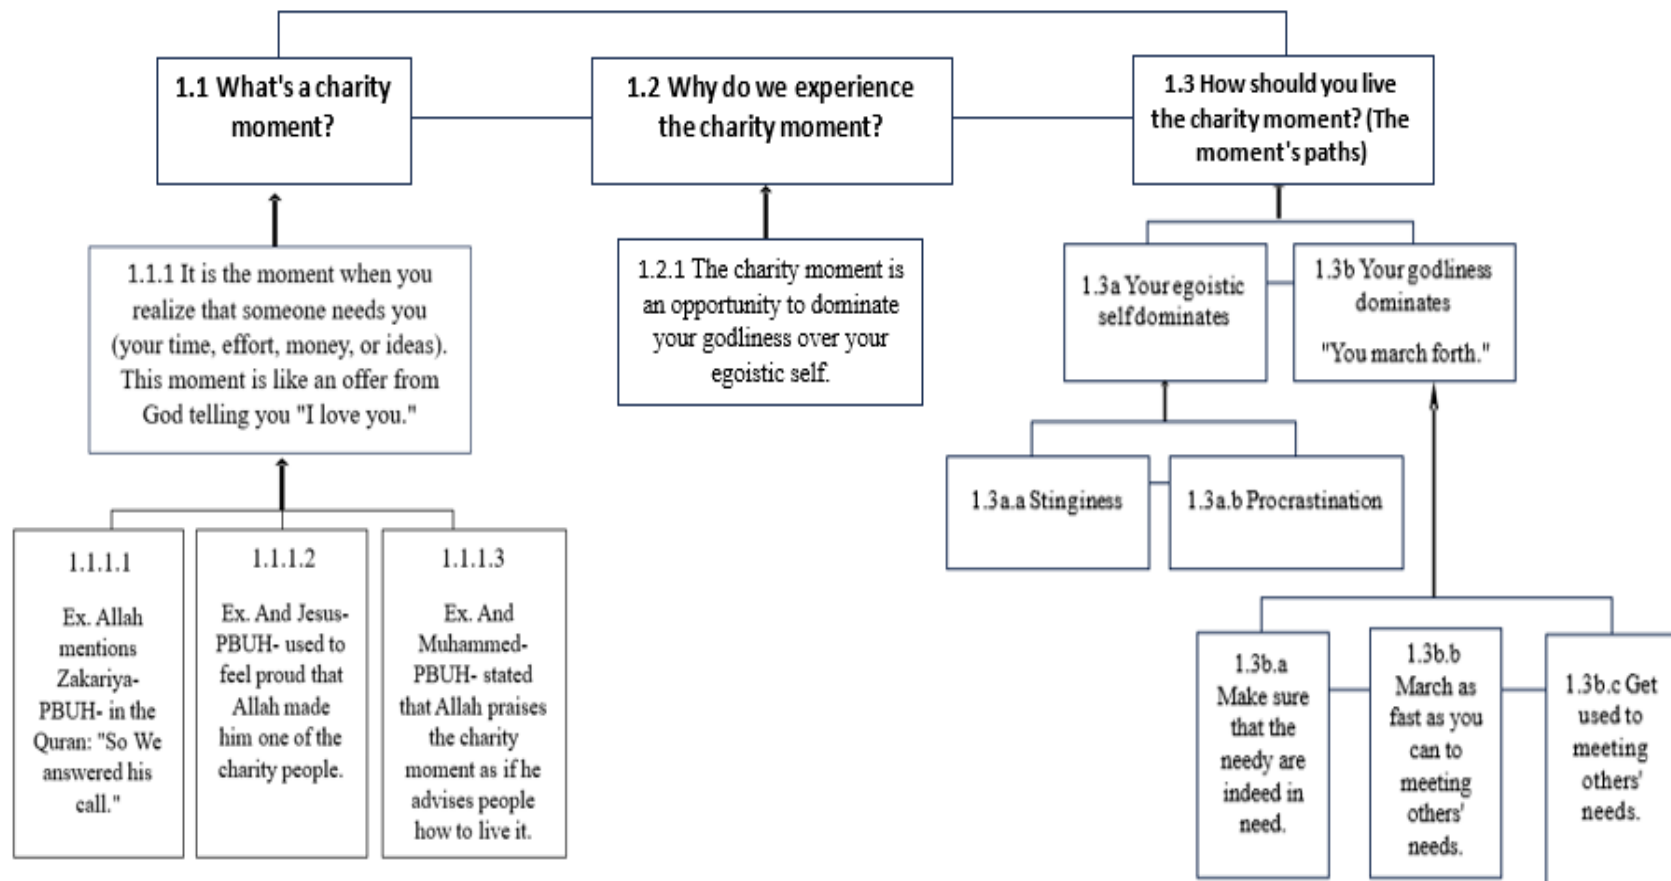 1.1 What's a charity
moment?
1.2 Why do we experience
the charity moment?
1.3 How should you live
the charity moment? (The
moment's paths)
1.1.1 It is the moment when you
realize that someone needs you
(your time, effort, money, or ideas).
This moment is like an offer from
God telling you "I love you."
1.2.1 The charity moment is
an opportunity to dominate
your godliness over your
egoistic self.
1.3a Your egoistic
self dominates
1.3b Your godliness
dominates
"You march forth."
1.3a.a Stinginess
1.3a.b Procrastination
1.1.1.1
Ex. Allah
mentions
Zakariya-
PBUH- in the
Quran: "So We
answered his
call."
1.1.1.2
Ex. And Jesus-
PBUH- used to
feel proud that
Allah made
him one of the
charity people.
1.1.1.3
Ex. And
Muhammed-
PBUH- stated
that Allah praises
the charity
moment as if he
advises people
how to live it.
1.3b.a
Make sure
that the
needy are
indeed in
need.
1.3b.b
March as
fast as you
can to
meeting
others'
needs.
1.3b.c Get
used to
meeting
others'
needs.